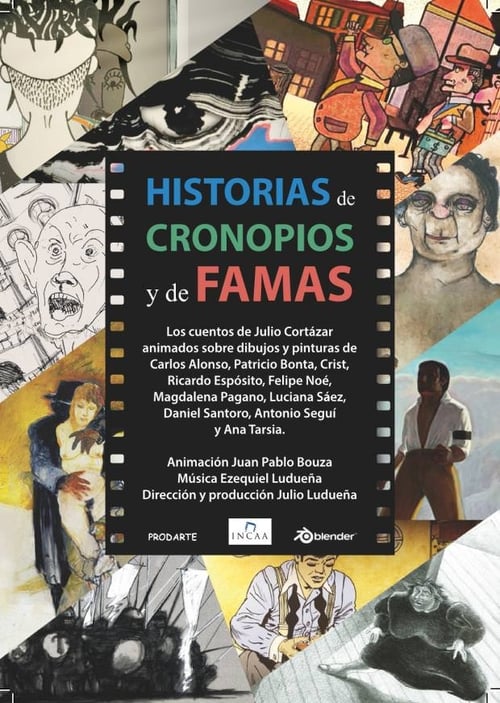 HISTORIAS de
CRONOPIOS
y de FAMAS
Los cuentos de Julio Cortázar
animados sobre dibujos y pinturas de
Carlos Alonso, Patricio Bonta, Crist,
Ricardo Espósito, Felipe Noé,
Magdalena Pagano, Luciana Sáez,
Daniel Santoro, Antonio Seguí
y Ana Tarsia.
Animación Juan Pablo Bouza
Música Ezequiel Ludueña
Dirección y producción Julio Ludueña
PRODARTE
INCAA
blender